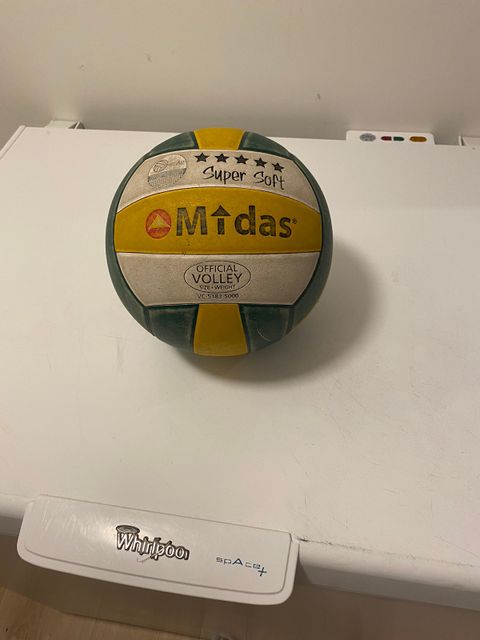 Super Soft
Midas®
OFFICIAL
VOLLEY
SIZE - WEIGHT
VC-5183 5000
Whirlpool
spAce+